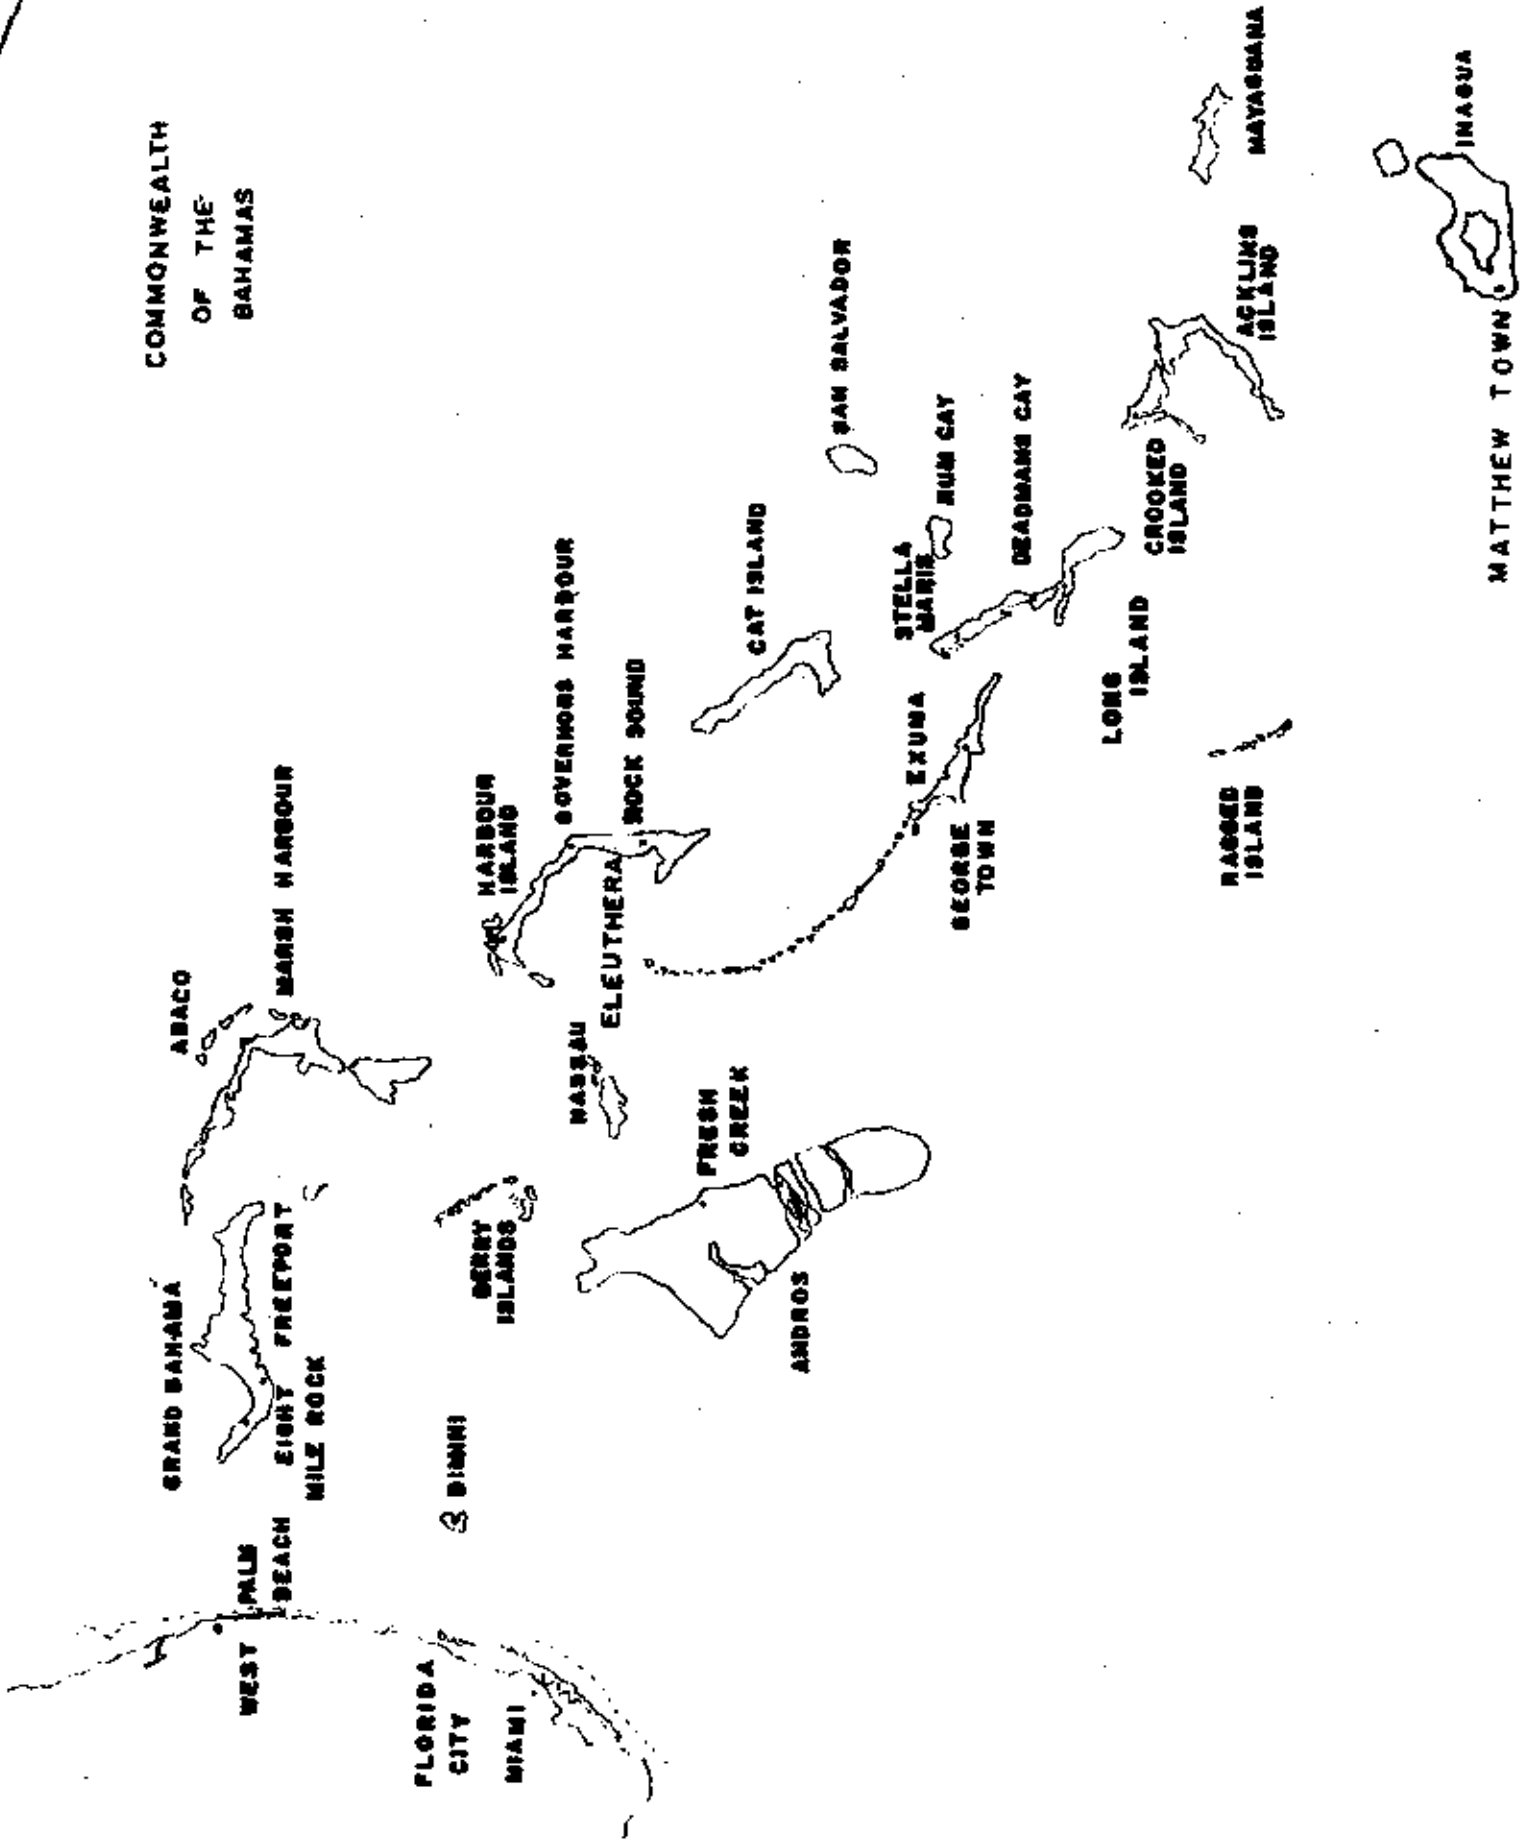 COMMONWEALTH
OF THE
BAHAMAS
GRAND BAHAMA
ABACO
WEST PALM
BEACH
EIGHT
MILE ROCK
FREEPORT
MARSH HARBOUR
FLORIDA
CITY
MIAMI
BIMINI
BERRY
ISLANDS
HARBOUR
ISLAND
NASSAU
GOVERNORS HARBOUR
ELEUTHERA
ROCK SOUND
FRESH
CREEK
CAT ISLAND
ANDROS
SAN SALVADOR
STELLA
MARIS
RUM CAY
EXUMA
GEORGE
TOWN
DEADMANS CAY
LONG
ISLAND
CROOKED
ISLAND
RAGGED
ISLAND
ACKLINS
ISLAND
MAYAGUANA
INAGUA
MATTHEW TOWN